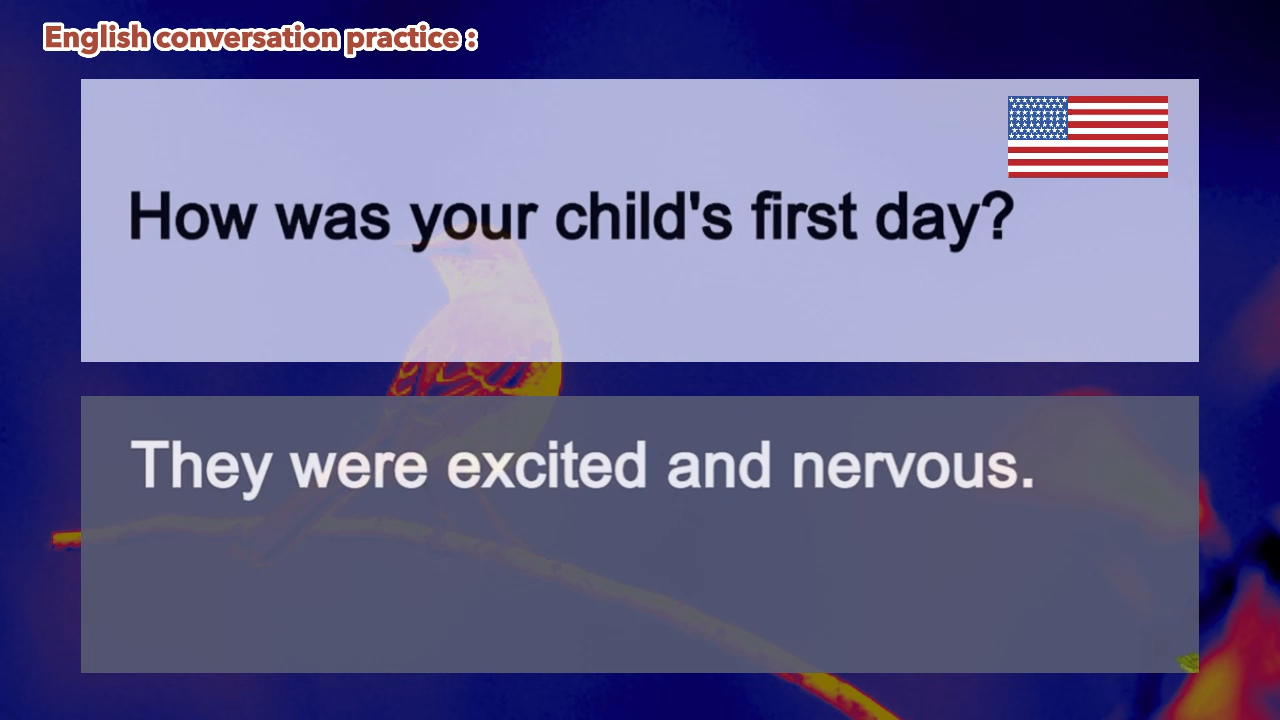 English conversation practice :
How was your child's first day?
They were excited and nervous.